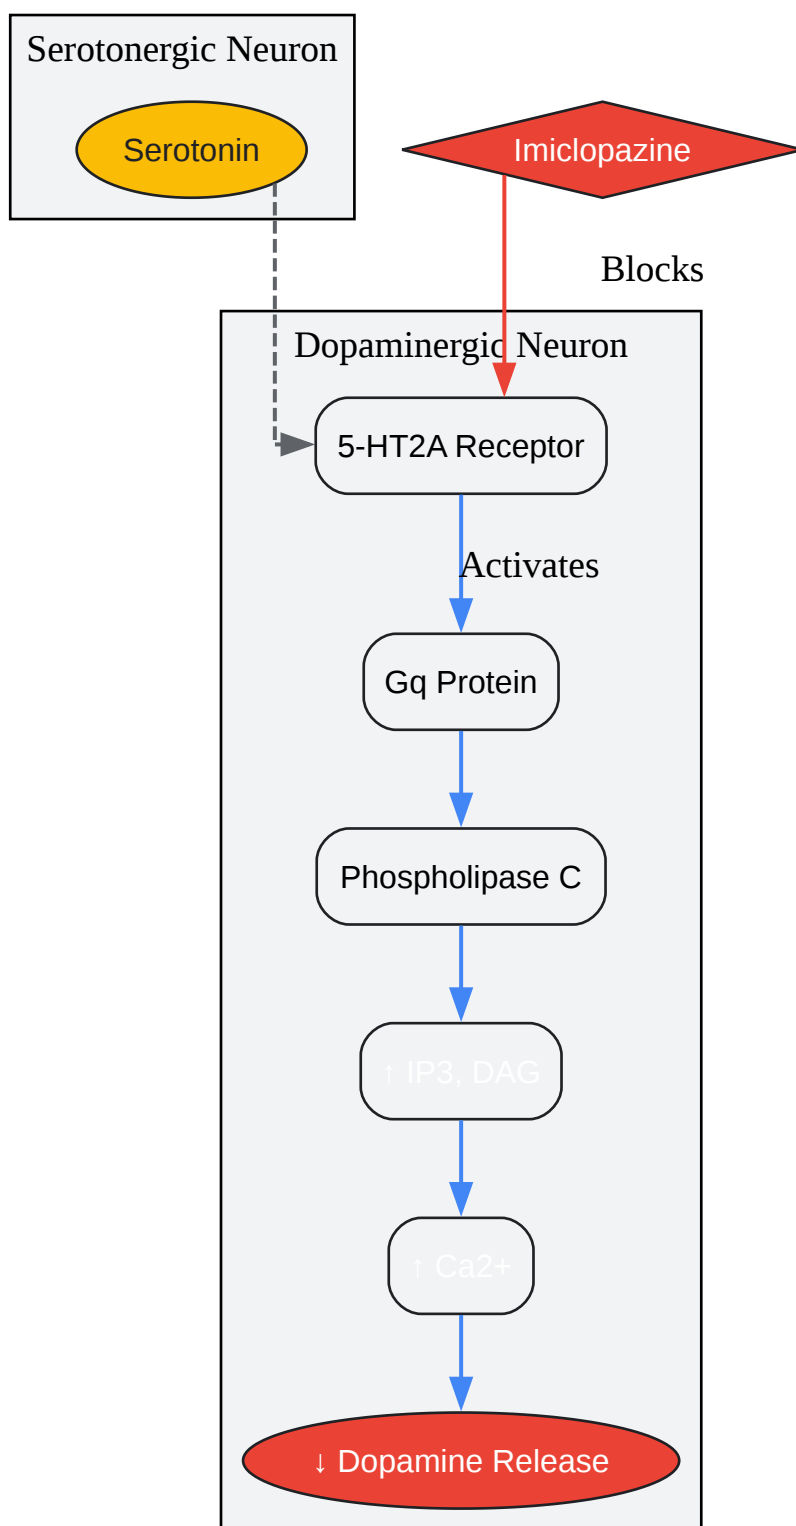 Serotonergic Neuron
Serotonin
Imiclopazine
Blocks
Dopaminergic Neuron
5-HT2A Receptor
Activates
Gq Protein
Phospholipase C
↑ IP3, DAG
↑ Ca2+
↓ Dopamine Release